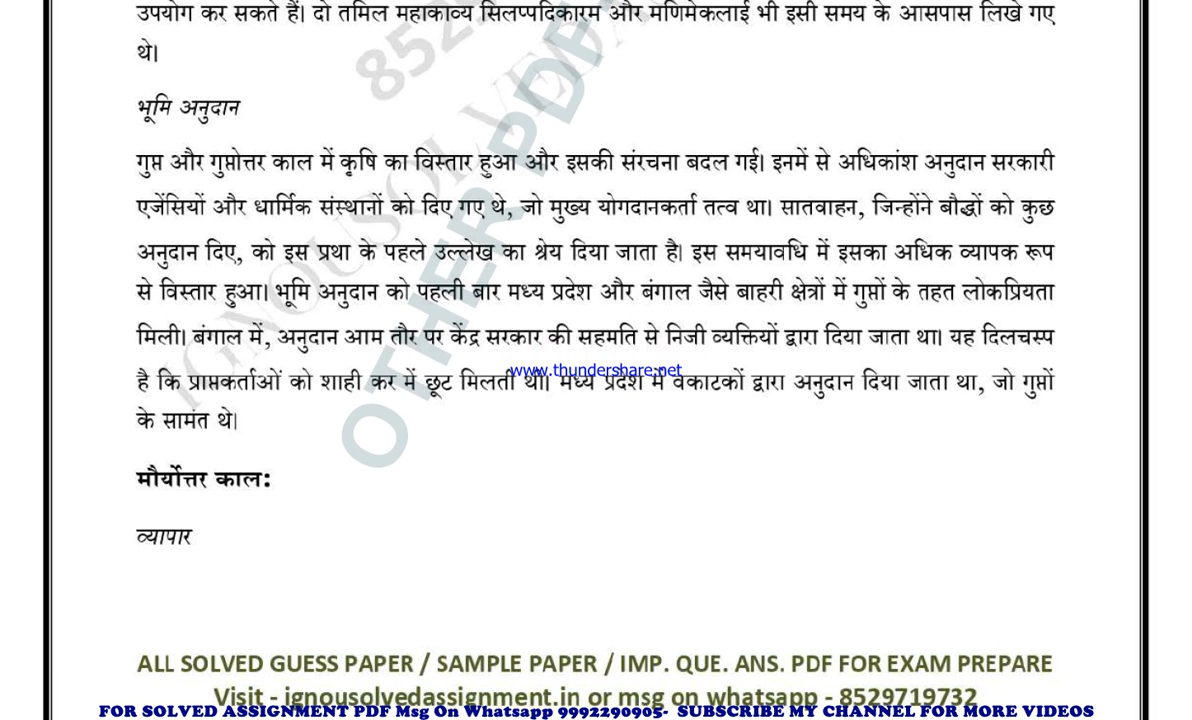 उपयोग कर सकते हैं। दो तमिल महाकाव्य सिलप्पदिकारम और मणिमेकलाई भी इसी समय के आसपास लिखे गए
थे।
भूमि अनुदान
गुप्त और गुप्तोत्तर काल में कृषि का विस्तार हुआ और इसकी संरचना बदल गई। इनमें से अधिकांश अनुदान सरकारी
एजेंसियों और धार्मिक संस्थानों को दिए गए थे, जो मुख्य योगदानकर्ता तत्व था। सातवाहन, जिन्होंने बौद्धों को कुछ
अनुदान दिए, को इस प्रथा के पहले उल्लेख का श्रेय दिया जाता है। इस समयावधि में इसका अधिक व्यापक रूप
से विस्तार हुआ। भूमि अनुदान को पहली बार मध्य प्रदेश और बंगाल जैसे बाहरी क्षेत्रों में गुप्तों के तहत लोकप्रियता
मिली। बंगाल में, अनुदान आम तौर पर केंद्र सरकार की सहमति से निजी व्यक्तियों द्वारा दिया जाता था। यह दिलचस्प
www.thundershare.net
है कि प्राप्तकर्ताओं को शाही कर में छूट मिलती थी। मध्य प्रदेश में वकाटकों द्वारा अनुदान दिया जाता था, जो गुप्तों
के सामंत थे।
मौर्योत्तर काल:
व्यापार
OTHER PDF
ALL SOLVED GUESS PAPER / SAMPLE PAPER / IMP. QUE. ANS. PDF FOR EXAM PREPARE
Visit - ignousolvedassignment.in or msg on whatsapp - 8529719732
FOR SOLVED ASSIGNMENT PDF Msg On Whatsapp 9992290905- SUBSCRIBE MY CHANNEL FOR MORE VIDEOS